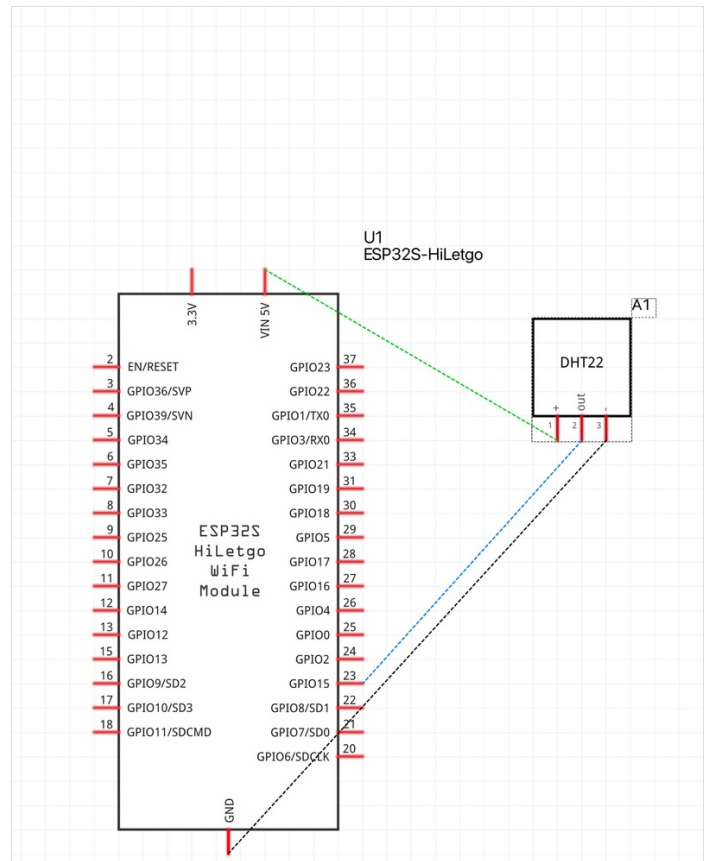 U1
ESP32S-HiLetgo
3.3V
VIN 5V
A1
DHT22
+
out
-
1
2
3
2 EN/RESET
3 GPIO36/SVP
4 GPIO39/SVN
5 GPIO34
6 GPIO35
7 GPIO32
8 GPIO33
9 GPIO25
10 GPIO26
11 GPIO27
12 GPIO14
13 GPIO12
15 GPIO13
16 GPIO9/SD2
17 GPIO10/SD3
18 GPIO11/SDCMD
ESP32S
HiLetgo
WiFi
Module
GPIO23 37
GPIO22 36
GPIO1/TX0 35
GPIO3/RX0 34
GPIO21 33
GPIO19 31
GPIO18 30
GPIO5 29
GPIO17 28
GPIO16 27
GPIO4 26
GPIO0 25
GPIO2 24
GPIO15 23
GPIO8/SD1 22
GPIO7/SD0 21
GPIO6/SDCLK 20
GND